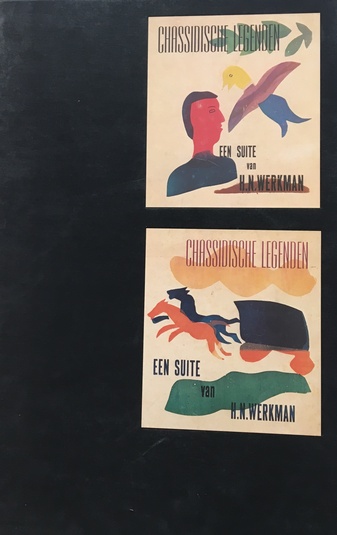 CHASSIDISCHE LEGENDEN
EEN SUITE
van
H.N.WERKMAN
CHASSIDISCHE LEGENDEN
EEN SUITE
van
H.N.WERKMAN